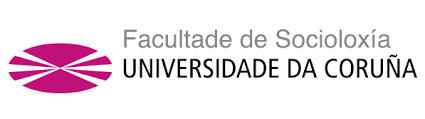 Facultade de Socioloxía
UNIVERSIDADE DA CORUÑA